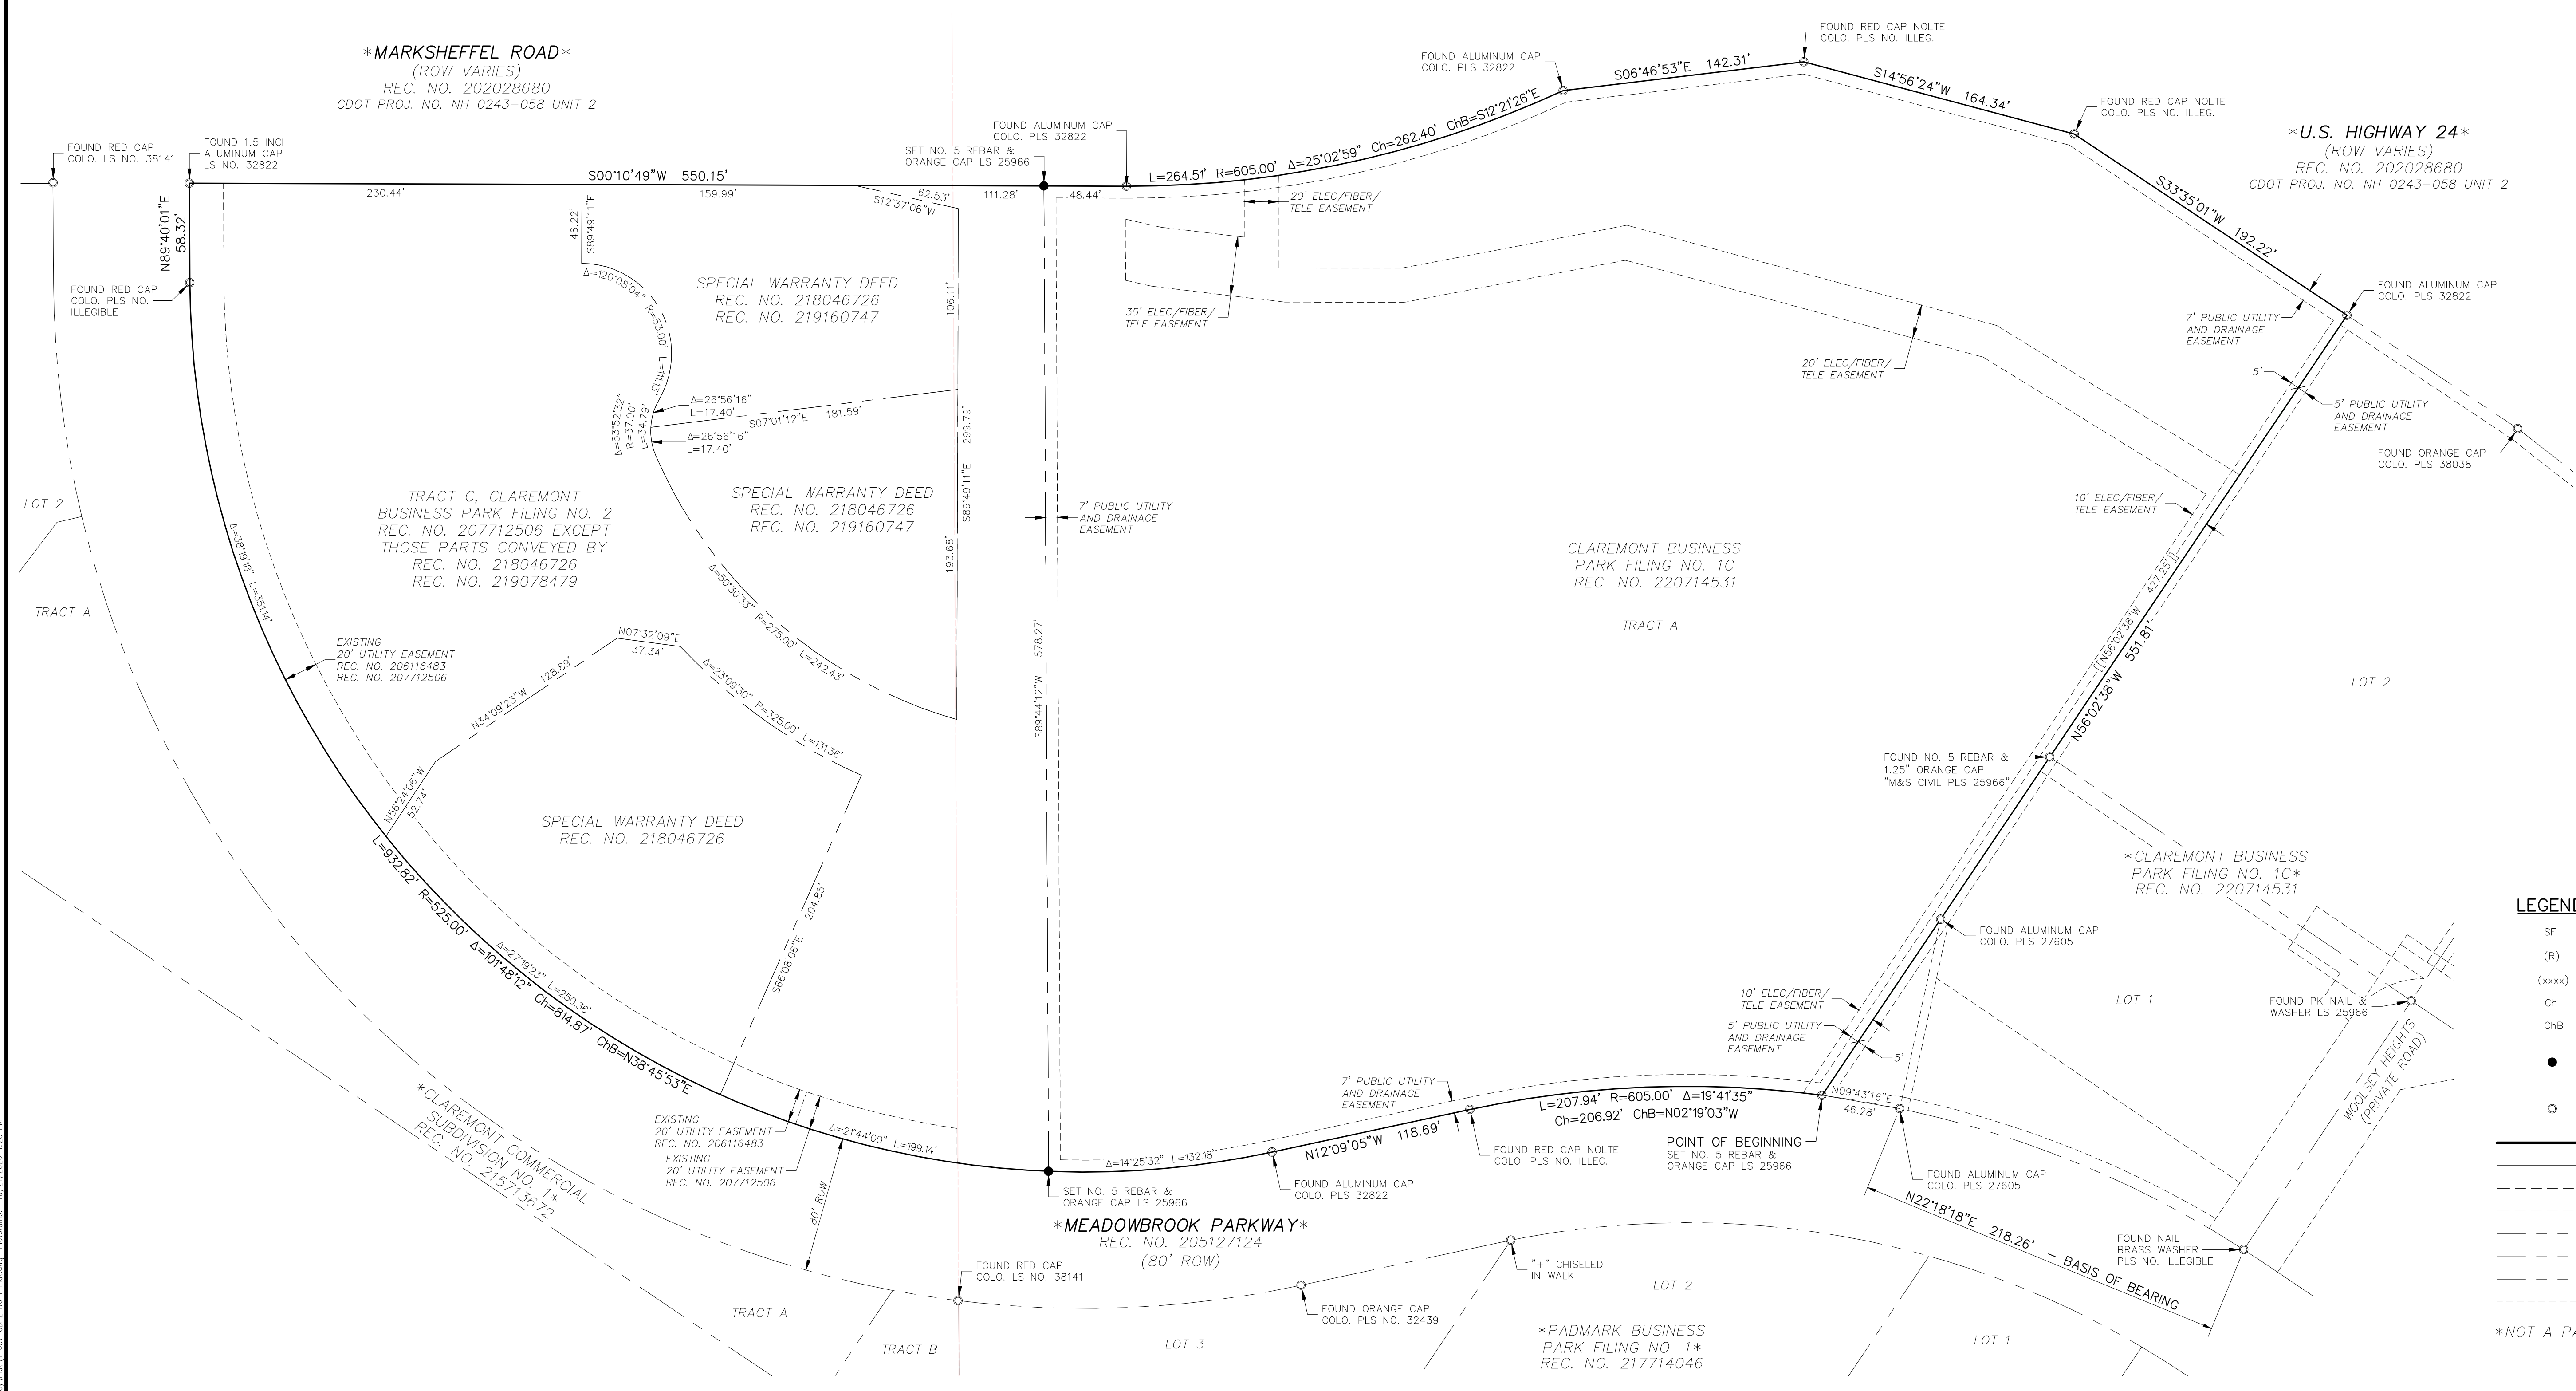 *MARKSHEFFEL ROAD*
(ROW VARIES)
REC. NO. 202028680
CDOT PROJ. NO. NH 0243-058 UNIT 2
FOUND RED CAP
COLO. LS NO. 38141
FOUND 1.5 INCH
ALUMINUM CAP
LS NO. 32822
N89°40'01"E
58.32'
FOUND RED CAP
COLO. PLS NO.
ILLEGIBLE
S00°10'49"W 550.15'
230.44'
159.99'
62.53'
S12°37'06"W
111.28'
48.44'
SET NO. 5 REBAR &
ORANGE CAP LS 25966
FOUND ALUMINUM CAP
COLO. PLS 32822
L=264.51' R=605.00' Δ=25°02'59" Ch=262.40' ChB=S12°21'26"E
FOUND ALUMINUM CAP
COLO. PLS 32822
S06°46'53"E 142.31'
FOUND RED CAP NOLTE
COLO. PLS NO. ILLEG.
S14°56'24"W 164.34'
FOUND RED CAP NOLTE
COLO. PLS NO. ILLEG.
*U.S. HIGHWAY 24*
(ROW VARIES)
REC. NO. 202028680
CDOT PROJ. NO. NH 0243-058 UNIT 2
S33°35'01"W 192.22'
FOUND ALUMINUM CAP
COLO. PLS 32822
7' PUBLIC UTILITY
AND DRAINAGE
EASEMENT
5'
5' PUBLIC UTILITY
AND DRAINAGE
EASEMENT
FOUND ORANGE CAP
COLO. PLS 38038
20' ELEC/FIBER/
TELE EASEMENT
35' ELEC/FIBER/
TELE EASEMENT
20' ELEC/FIBER/
TELE EASEMENT
10' ELEC/FIBER/
TELE EASEMENT
46.22'
S89°49'11"E
Δ=120°08'04" R=53.00' L=111.13'
SPECIAL WARRANTY DEED
REC. NO. 218046726
REC. NO. 219160747
106.11'
Δ=53°52'32"
R=37.00'
L=34.79'
Δ=26°56'16"
L=17.40'
S07°01'12"E 181.59'
Δ=26°56'16"
L=17.40'
S89°49'11"E 299.79'
193.68'
SPECIAL WARRANTY DEED
REC. NO. 218046726
REC. NO. 219160747
7' PUBLIC UTILITY
AND DRAINAGE
EASEMENT
LOT 2
TRACT A
TRACT C, CLAREMONT
BUSINESS PARK FILING NO. 2
REC. NO. 207712506 EXCEPT
THOSE PARTS CONVEYED BY
REC. NO. 218046726
REC. NO. 219078479
Δ=38°19'18" L=351.14'
Δ=50°30'33" R=275.00' L=242.43'
S89°44'12"W 578.27'
CLAREMONT BUSINESS
PARK FILING NO. 1C
REC. NO. 220714531
TRACT A
[[N56°02'38"W 427.25']]
N56°02'38"W 551.81'
LOT 2
EXISTING
20' UTILITY EASEMENT
REC. NO. 206116483
REC. NO. 207712506
N07°32'09"E
37.34'
N34°09'23"W 128.89'
Δ=23°09'30" R=325.00' L=131.36'
N56°24'06"W
52.74'
SPECIAL WARRANTY DEED
REC. NO. 218046726
S66°08'06"E 204.85'
L=932.82' R=525.00' Δ=101°48'12" Ch=814.87' ChB=N38°45'53"E
Δ=27°19'23"
L=250.36'
FOUND NO. 5 REBAR &
1.25" ORANGE CAP
"M&S CIVIL PLS 25966"
*CLAREMONT BUSINESS
PARK FILING NO. 1C*
REC. NO. 220714531
FOUND ALUMINUM CAP
COLO. PLS 27605
LOT 1
FOUND PK NAIL &
WASHER LS 25966
WOOLSEY HEIGHTS
(PRIVATE ROAD)
10' ELEC/FIBER/
TELE EASEMENT
5' PUBLIC UTILITY
AND DRAINAGE
EASEMENT
5'
LEGEND
SF
(R)
(xxxx)
Ch
ChB
*CLAREMONT COMMERCIAL
SUBDIVISION NO. 1*
REC. NO. 215713672
EXISTING
20' UTILITY EASEMENT
REC. NO. 206116483
EXISTING
20' UTILITY EASEMENT
REC. NO. 207712506
Δ=21°44'00" L=199.14'
80' ROW
Δ=14°25'32" L=132.18'
SET NO. 5 REBAR &
ORANGE CAP LS 25966
FOUND ALUMINUM CAP
COLO. PLS 32822
N12°09'05"W 118.69'
7' PUBLIC UTILITY
AND DRAINAGE
EASEMENT
FOUND RED CAP NOLTE
COLO. PLS NO. ILLEG.
L=207.94' R=605.00' Δ=19°41'35"
Ch=206.92' ChB=N02°19'03"W
POINT OF BEGINNING
SET NO. 5 REBAR &
ORANGE CAP LS 25966
N09°43'16"E
46.28'
FOUND ALUMINUM CAP
COLO. PLS 27605
N22°18'18"E 218.26' - BASIS OF BEARING
FOUND NAIL
BRASS WASHER
PLS NO. ILLEGIBLE
*MEADOWBROOK PARKWAY*
REC. NO. 205127124
(80' ROW)
FOUND RED CAP
COLO. LS NO. 38141
"+" CHISELED
IN WALK
FOUND ORANGE CAP
COLO. PLS NO. 32439
TRACT A
TRACT B
LOT 3
LOT 2
*PADMARK BUSINESS
PARK FILING NO. 1*
REC. NO. 217714046
LOT 1
*NOT A PA